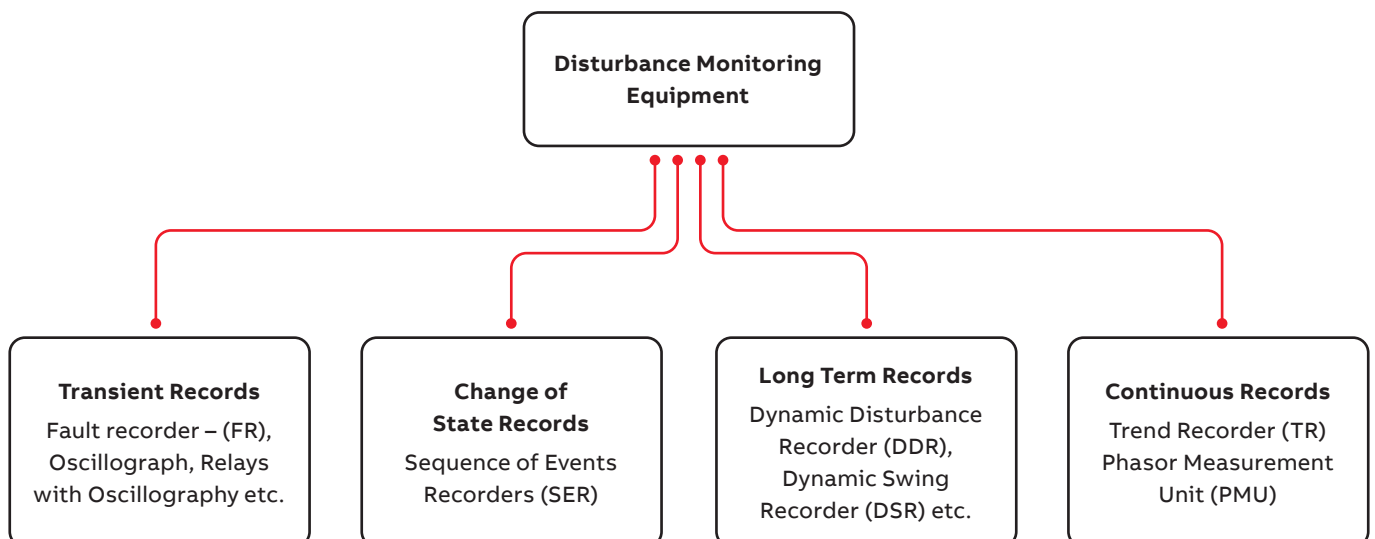 Disturbance Monitoring
Equipment
Transient Records
Fault recorder – (FR),
Oscillograph, Relays
with Oscillography etc.
Change of
State Records
Sequence of Events
Recorders (SER)
Long Term Records
Dynamic Disturbance
Recorder (DDR),
Dynamic Swing
Recorder (DSR) etc.
Continuous Records
Trend Recorder (TR)
Phasor Measurement
Unit (PMU)